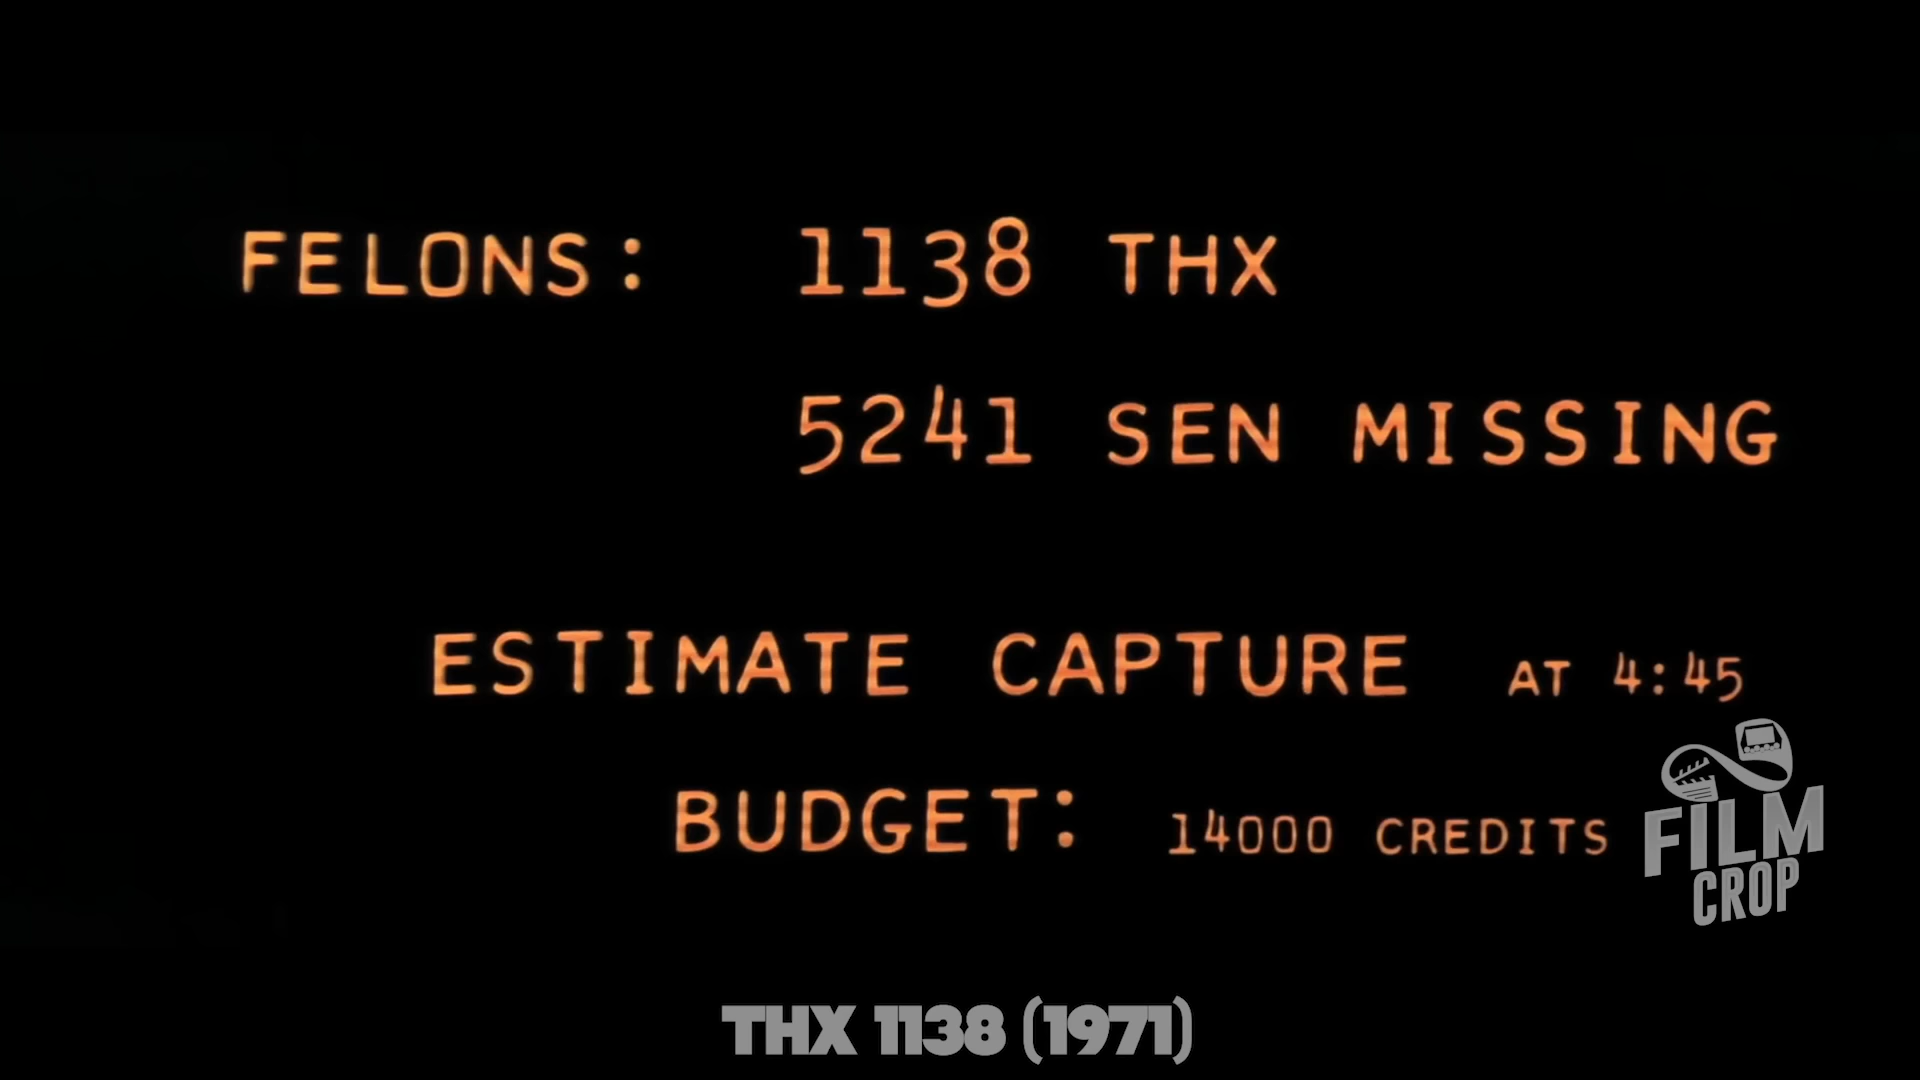 FELONS: 1138 THX
5241 SEN MISSING
ESTIMATE CAPTURE AT 4:45
BUDGET: 14000 CREDITS
FILM
CROP
THX 1138 (1971)